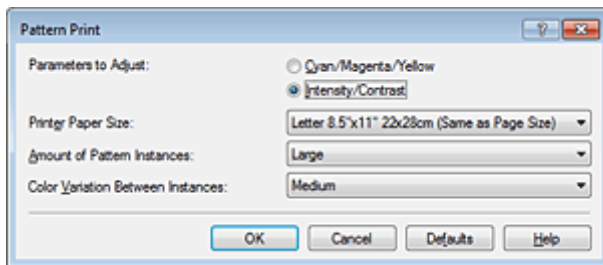 Pattern Print
Parameters to Adjust:
Cyan/Magenta/Yellow
Intensity/Contrast
Printer Paper Size: Letter 8.5"x11" 22x28cm (Same as Page Size)
Amount of Pattern Instances: Large
Color Variation Between Instances: Medium
OK Cancel Defaults Help